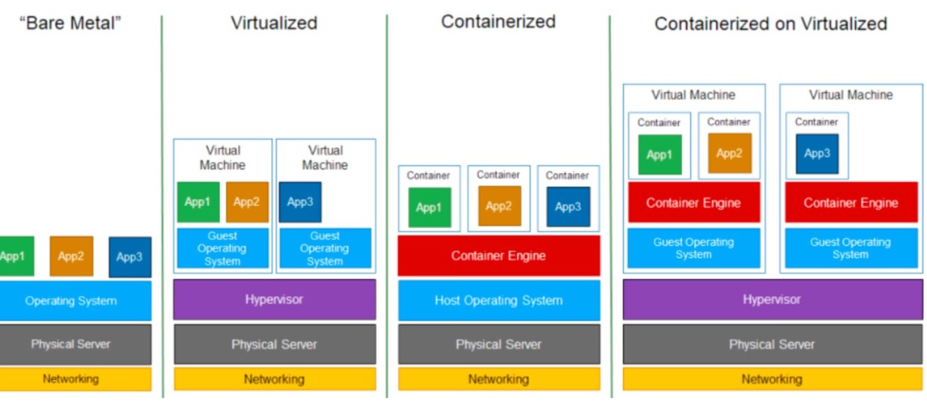 "Bare Metal"
App1
App2
App3
Operating System
Physical Server
Networking
Virtualized
Virtual
Machine
App1
App2
Guest
Operating
System
Virtual
Machine
App3
Guest
Operating
System
Hypervisor
Physical Server
Networking
Containerized
Container
App1
Container
App2
Container
App3
Container Engine
Host Operating System
Physical Server
Networking
Containerized on Virtualized
Virtual Machine
Container
App1
Container
App2
Container Engine
Guest Operating
System
Virtual Machine
Container
App3
Container Engine
Guest Operating
System
Hypervisor
Physical Server
Networking